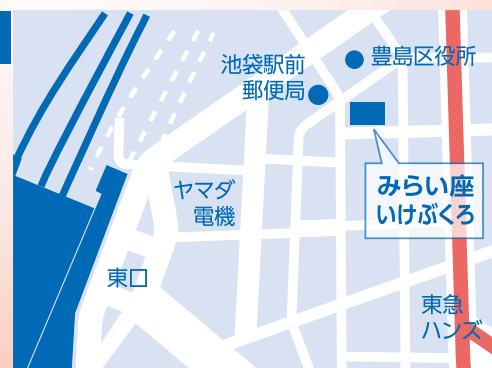 豊島区役所
池袋駅前
郵便局
みらい座
いけぶくろ
ヤマダ
電機
東口
東急
ハンズ